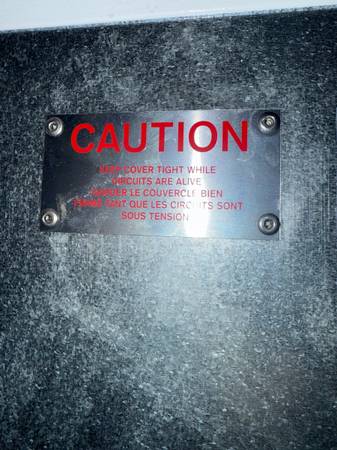 CAUTION
KEEP COVER TIGHT WHILE
CIRCUITS ARE ALIVE
GARDER LE COUVERCLE BIEN
FERMÉ TANT QUE LES CIRCUITS SONT
SOUS TENSION